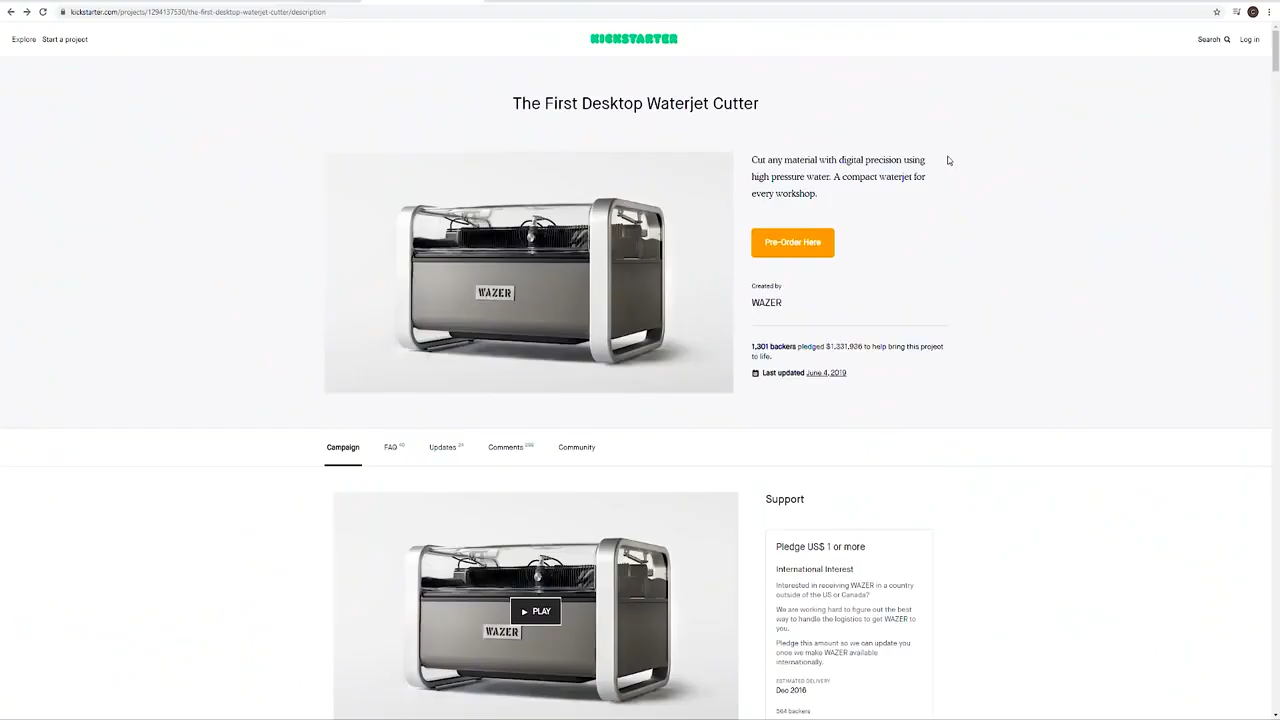 kickstarter.com/projects/1294137530/the-first-desktop-waterjet-cutter/description
Explore Start a project
KICKSTARTER
Search
Log in
The First Desktop Waterjet Cutter
WAZER
Cut any material with digital precision using
high pressure water. A compact waterjet for
every workshop.
Pre-Order Here
Created by
WAZER
1,301 backers pledged $1,331,936 to help bring this project
to life.
Last updated June 4, 2019
Campaign
FAQ 40
Updates 24
Comments
Community
PLAY
WAZER
Support
Pledge US$ 1 or more
International Interest
Interested in receiving WAZER in a country
outside of the US or Canada?
We are working hard to figure out the best
way to handle the logistics to get WAZER to
you.
Pledge this amount so we can update you
once we make WAZER available
internationally.
ESTIMATED DELIVERY
Dec 2016
564 backers